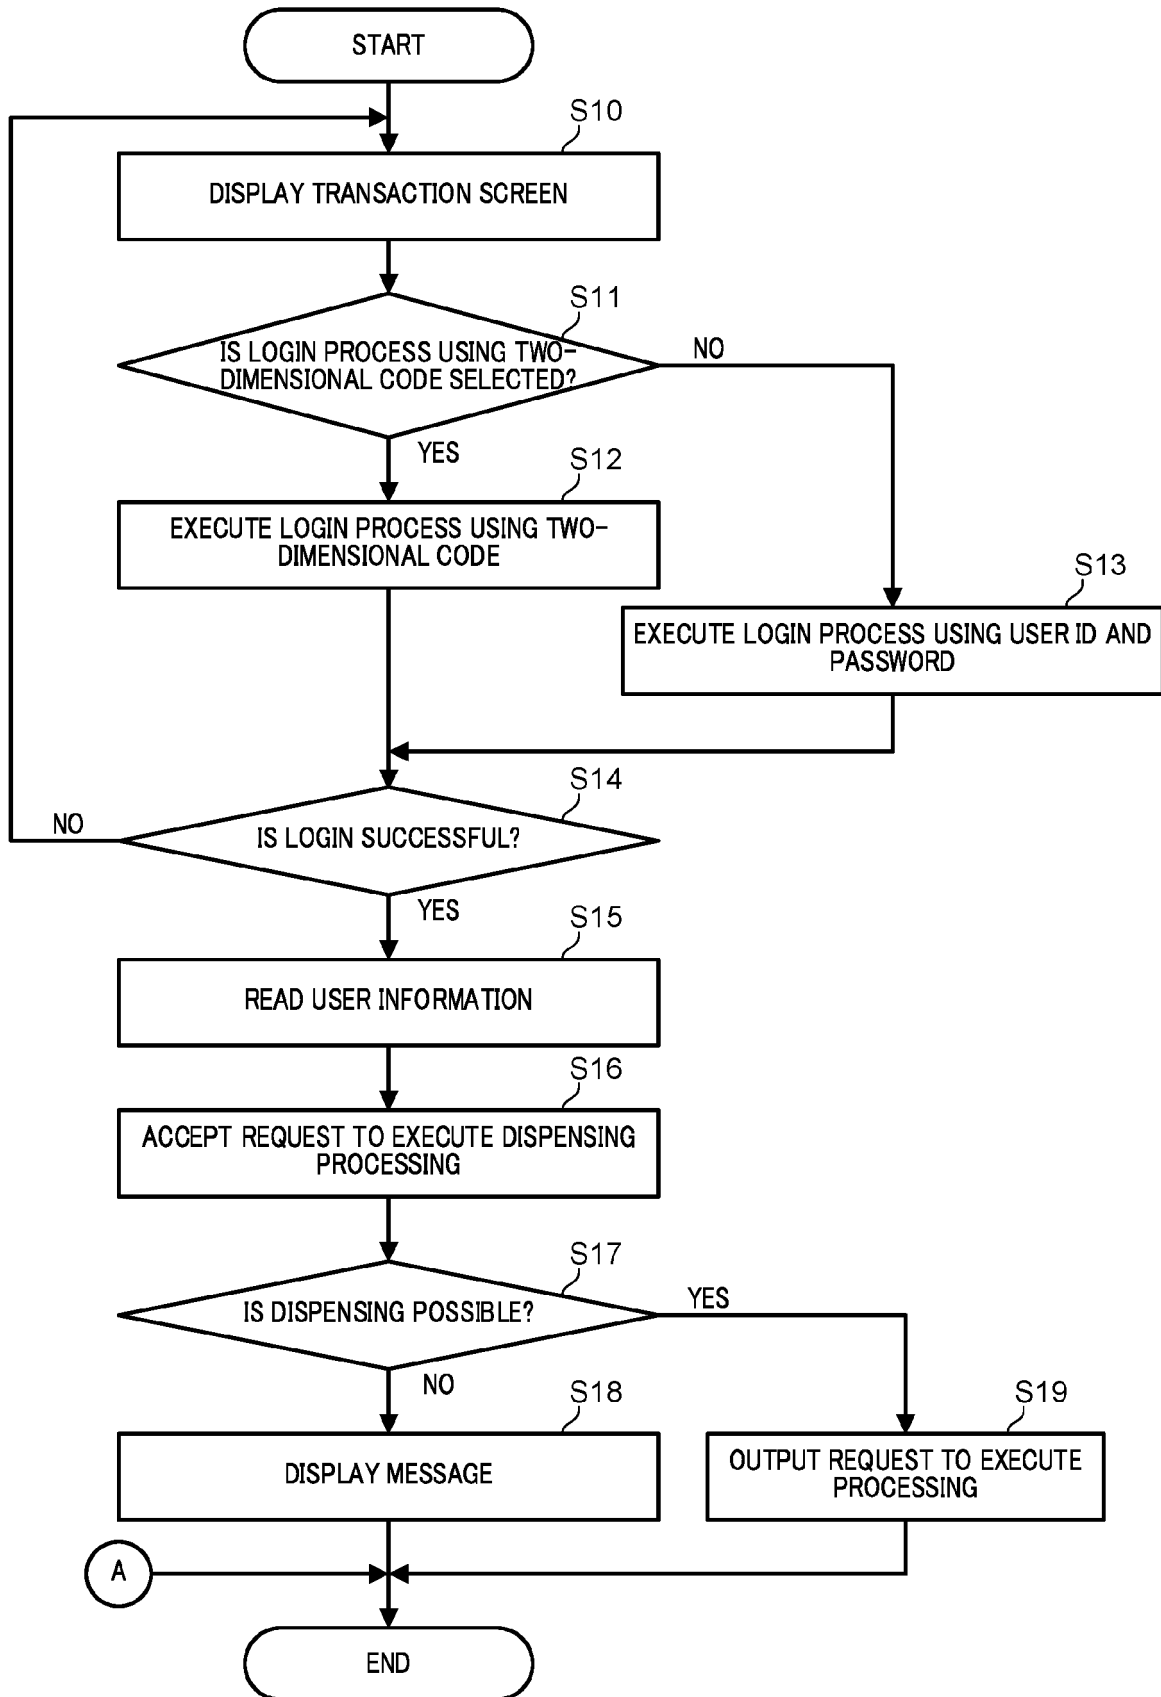 START
S10
DISPLAY TRANSACTION SCREEN
S11
IS LOGIN PROCESS USING TWO-
DIMENSIONAL CODE SELECTED?
NO
YES
S12
EXECUTE LOGIN PROCESS USING TWO-
DIMENSIONAL CODE
S13
EXECUTE LOGIN PROCESS USING USER ID AND
PASSWORD
S14
IS LOGIN SUCCESSFUL?
NO
YES
S15
READ USER INFORMATION
S16
ACCEPT REQUEST TO EXECUTE DISPENSING
PROCESSING
S17
IS DISPENSING POSSIBLE?
YES
NO
S18
DISPLAY MESSAGE
S19
OUTPUT REQUEST TO EXECUTE
PROCESSING
A
END